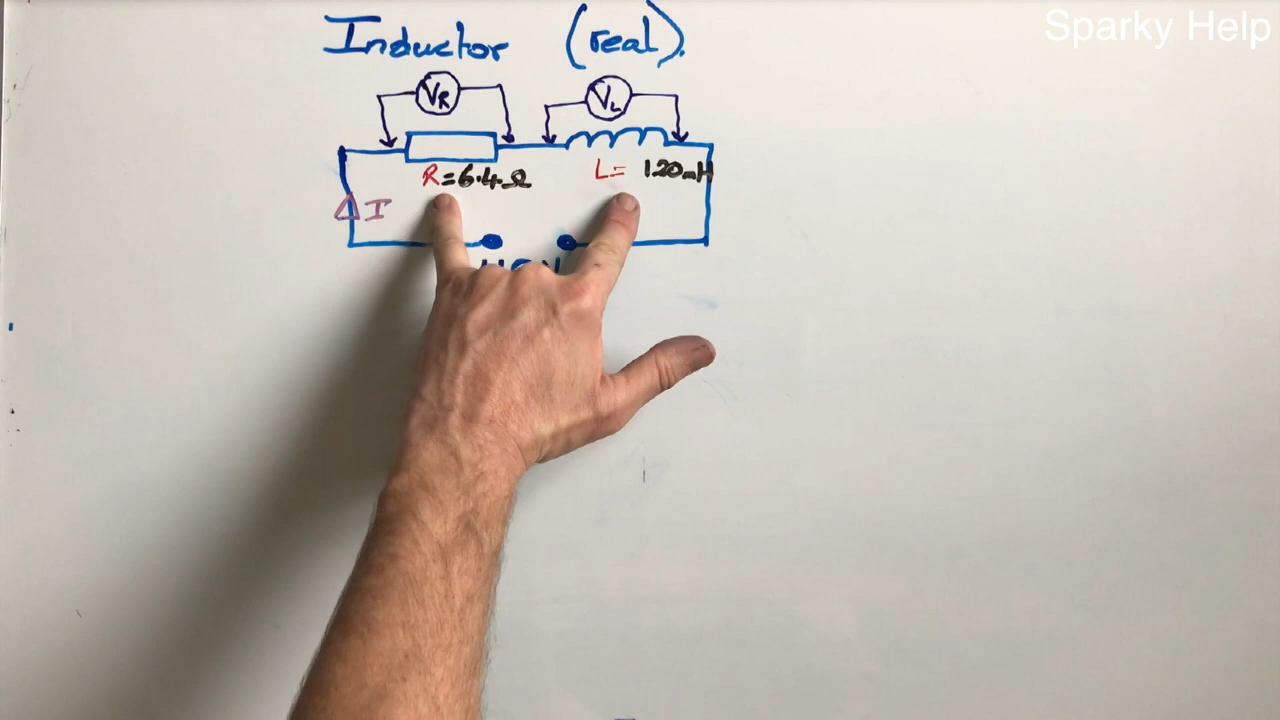 Sparky Help
Inductor (real).
VR VL
R=6.4Ω L= 120mH
I